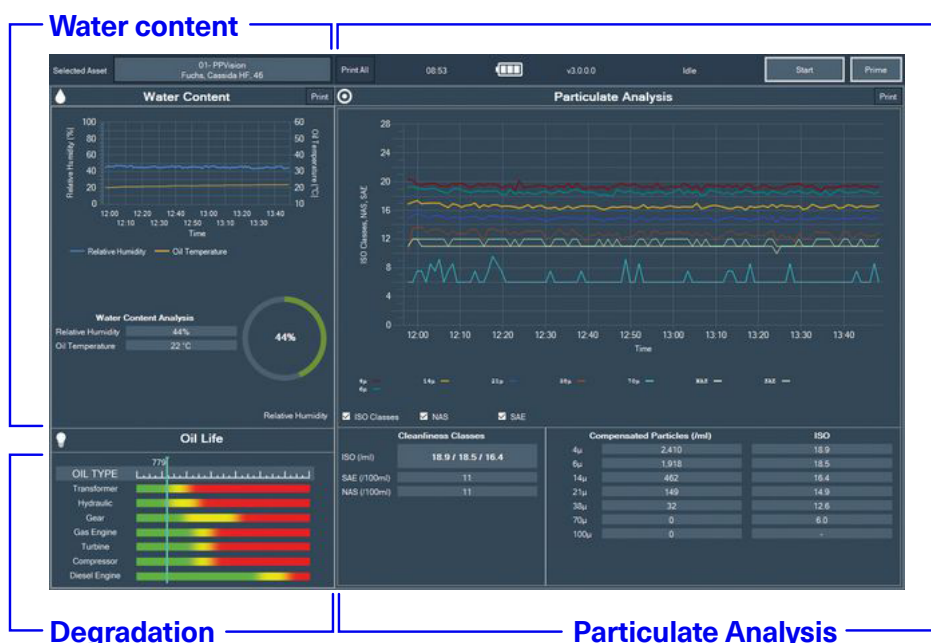 Water content
Selected Asset
01- PPVision
Fuchs, Cassida HF, 46
Print All
08:53
v3.0.0.0
Idle
Start
Prime
Water Content
Print
Particulate Analysis
Print
Relative Humidity (%)
100
80
60
40
20
0
60
50
40
30
20
10
Oil Temperature (°C)
12:00 12:20 12:40 13:00 13:20 13:40
12:10 12:30 12:50 13:10 13:30
Time
Relative Humidity
Oil Temperature
Water Content Analysis
Relative Humidity 44%
Oil Temperature 22 °C
44%
Relative Humidity
ISO Classes, NAS, SAE
28
24
20
16
12
8
4
0
12:00 12:10 12:20 12:30 12:40 12:50 13:00 13:10 13:20 13:30 13:40
Time
4μ 14μ 21μ 38μ 70μ NAS SAE
6μ
ISO Classes NAS SAE
Oil Life
779
OIL TYPE
Transformer
Hydraulic
Gear
Gas Engine
Turbine
Compressor
Diesel Engine
Cleanliness Classes
ISO (/ml) 18.9 / 18.5 / 16.4
SAE (/100ml) 11
NAS (/100ml) 11
Compensated Particles (/ml) ISO
4μ 2,410 18.9
6μ 1,918 18.5
14μ 462 16.4
21μ 149 14.9
38μ 32 12.6
70μ 0 6.0
100μ 0 -
Degradation
Particulate Analysis